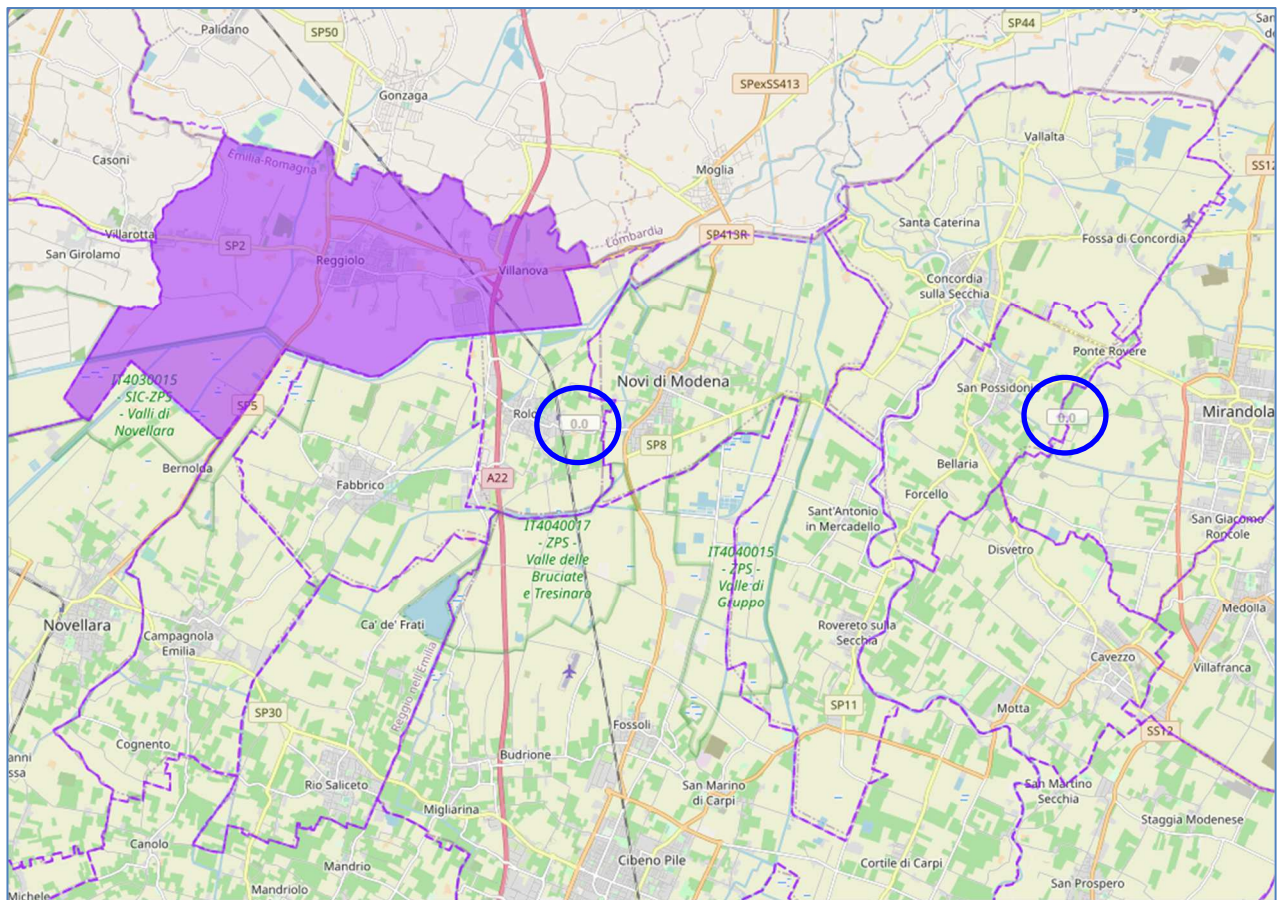 Palidano
SP50
SP44
SPexSS413
Gonzaga
Vallalta
Casoni
Emilia-Romagna
Moglia
SS12
Villarotta
San Girolamo
SP2
Reggiolo
Villanova
Lombardia
SP413R
Santa Caterina
Fossa di Concordia
Concordia
sulla Secchia
Ponte Rovere
IT4030015
- SIC-ZPS
- Valli di
Novellara
SP5
Novi di Modena
San Possidonio
Rolo
0.0
0.0
Mirandola
SP8
Bernolda
Fabbrico
A22
Bellaria
Forcello
Sant'Antonio
in Mercadello
San Giacomo
Roncole
IT4040017
- ZPS -
Valle delle
Bruciate
e Tresinaro
IT4040015
- ZPS -
Valle di
Gruppo
Disvetro
Novellara
Campagnola
Emilia
Ca' de' Frati
Reggio nell'Emilia
Rovereto sulla
Secchia
Medolla
Cavezzo
Villafranca
SP30
SP11
Motta
Fossoli
SS12
Cognento
anni
ssa
Budrione
Rio Saliceto
San Marino
di Carpi
San Martino
Secchia
Migliarina
Staggia Modenese
Canolo
Mandrio
Cibeno Pile
Cortile di Carpi
Mandriolo
San Prospero
Michele